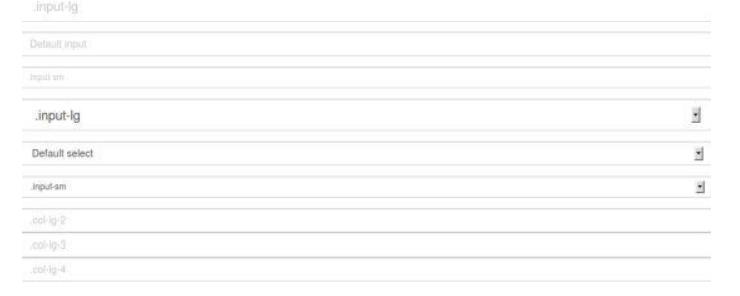 .input-lg
Default input
.input-sm
.input-lg
Default select
.input-sm
.col-lg-2
.col-lg-3
.col-lg-4